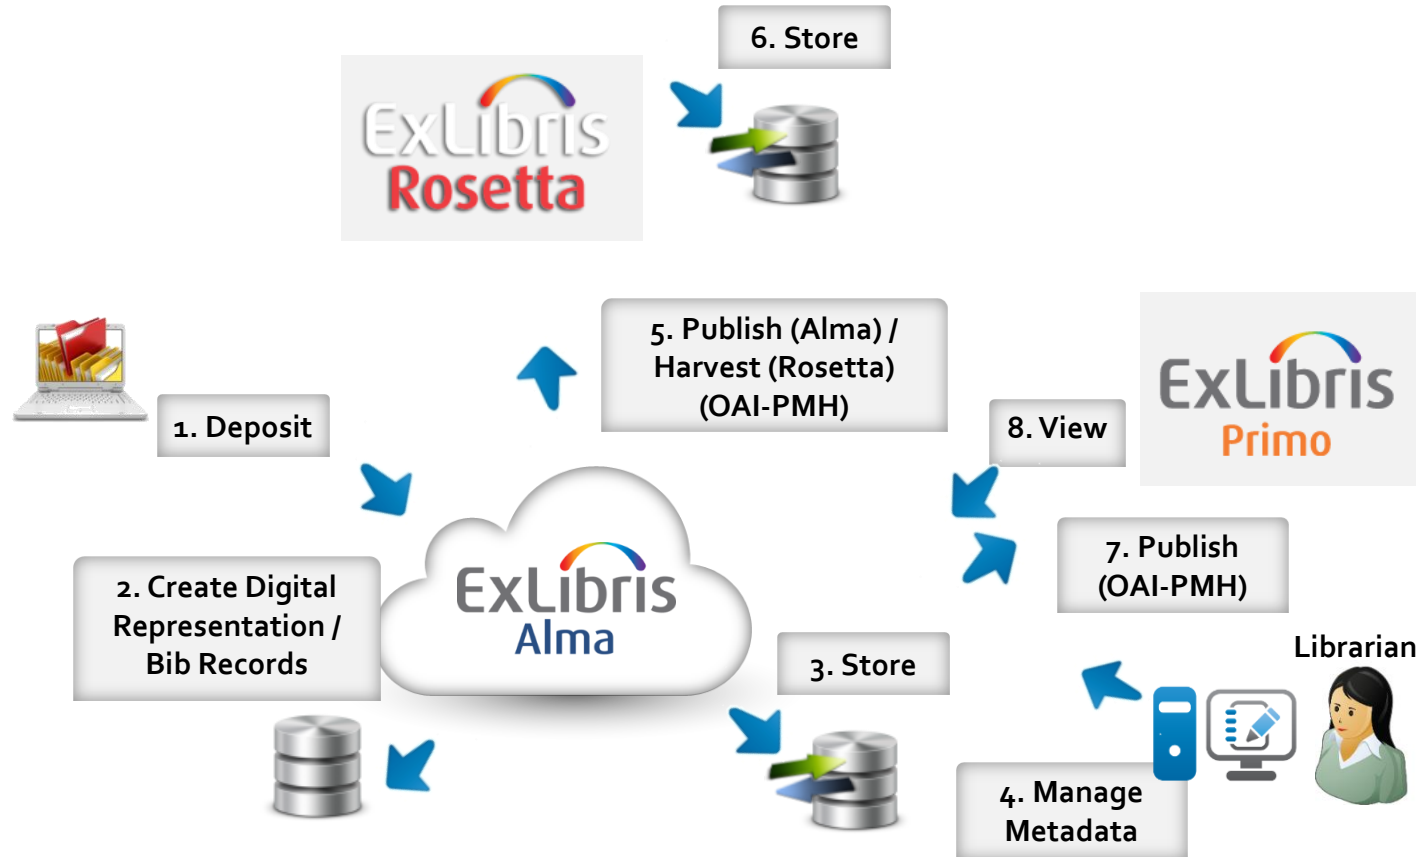 6. Store
ExLibris
Rosetta
5. Publish (Alma) /
Harvest (Rosetta)
(OAI-PMH)
ExLibris
Primo
1. Deposit
8. View
2. Create Digital
Representation /
Bib Records
ExLibris
Alma
7. Publish
(OAI-PMH)
3. Store
Librarian
4. Manage
Metadata